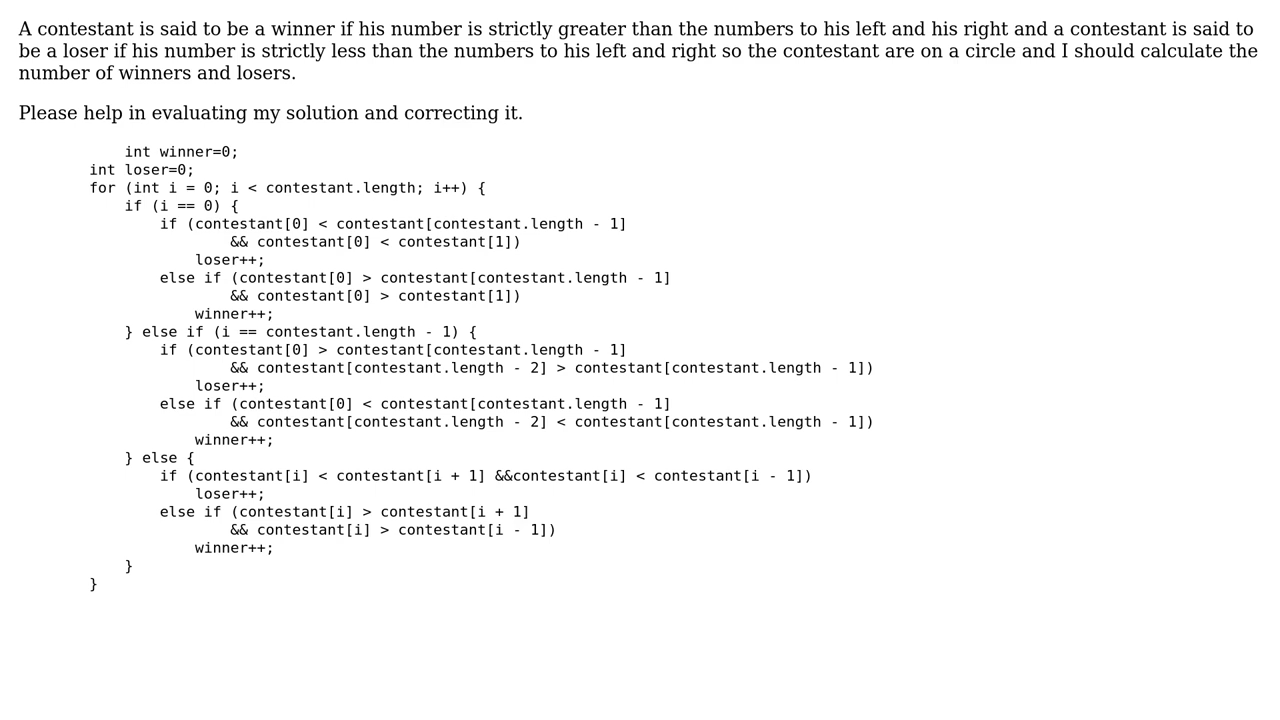 A contestant is said to be a winner if his number is strictly greater than the numbers to his left and his right and a contestant is said to
be a loser if his number is strictly less than the numbers to his left and right so the contestant are on a circle and I should calculate the
number of winners and losers.
Please help in evaluating my solution and correcting it.
int winner=0;
int loser=0;
for (int i = 0; i < contestant.length; i++) {
if (i == 0) {
if (contestant[0] < contestant[contestant.length - 1]
&& contestant[0] < contestant[1])
loser++;
else if (contestant[0] > contestant[contestant.length - 1]
&& contestant[0] > contestant[1])
winner++;
} else if (i == contestant.length - 1) {
if (contestant[0] > contestant[contestant.length - 1]
&& contestant[contestant.length - 2] > contestant[contestant.length - 1])
loser++;
else if (contestant[0] < contestant[contestant.length - 1]
&& contestant[contestant.length - 2] < contestant[contestant.length - 1])
winner++;
} else {
if (contestant[i] < contestant[i + 1] &&contestant[i] < contestant[i - 1])
loser++;
else if (contestant[i] > contestant[i + 1]
&& contestant[i] > contestant[i - 1])
winner++;
}
}